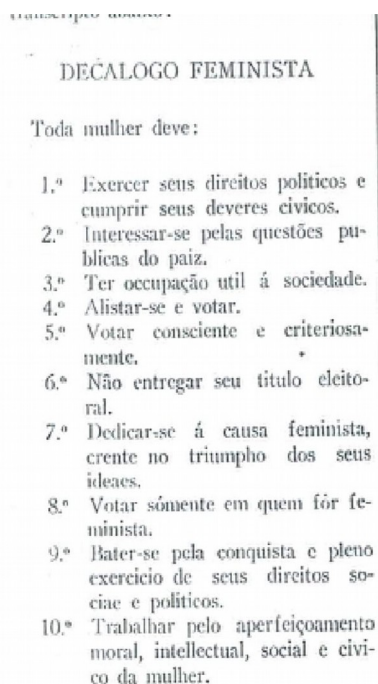 DECALOGO FEMINISTA
Toda mulher deve:
1.º Exercer seus direitos politicos e
cumprir seus deveres civicos.
2.º Interessar-se pelas questões pu-
blicas do paiz.
3.º Ter occupação util á sociedade.
4.º Alistar-se e votar.
5.º Votar consciente e criteriosa-
mente.
6.º Não entregar seu titulo eleito-
ral.
7.º Dedicar-se á causa feminista,
crente no triumpho dos seus
ideaes.
8.º Votar sómente em quem fôr fe-
minista.
9.º Bater-se pela conquista e pleno
exercicio de seus direitos so-
ciae e politicos.
10.º Trabalhar pelo aperfeiçoamento
moral, intellectual, social e civi-
co da mulher.